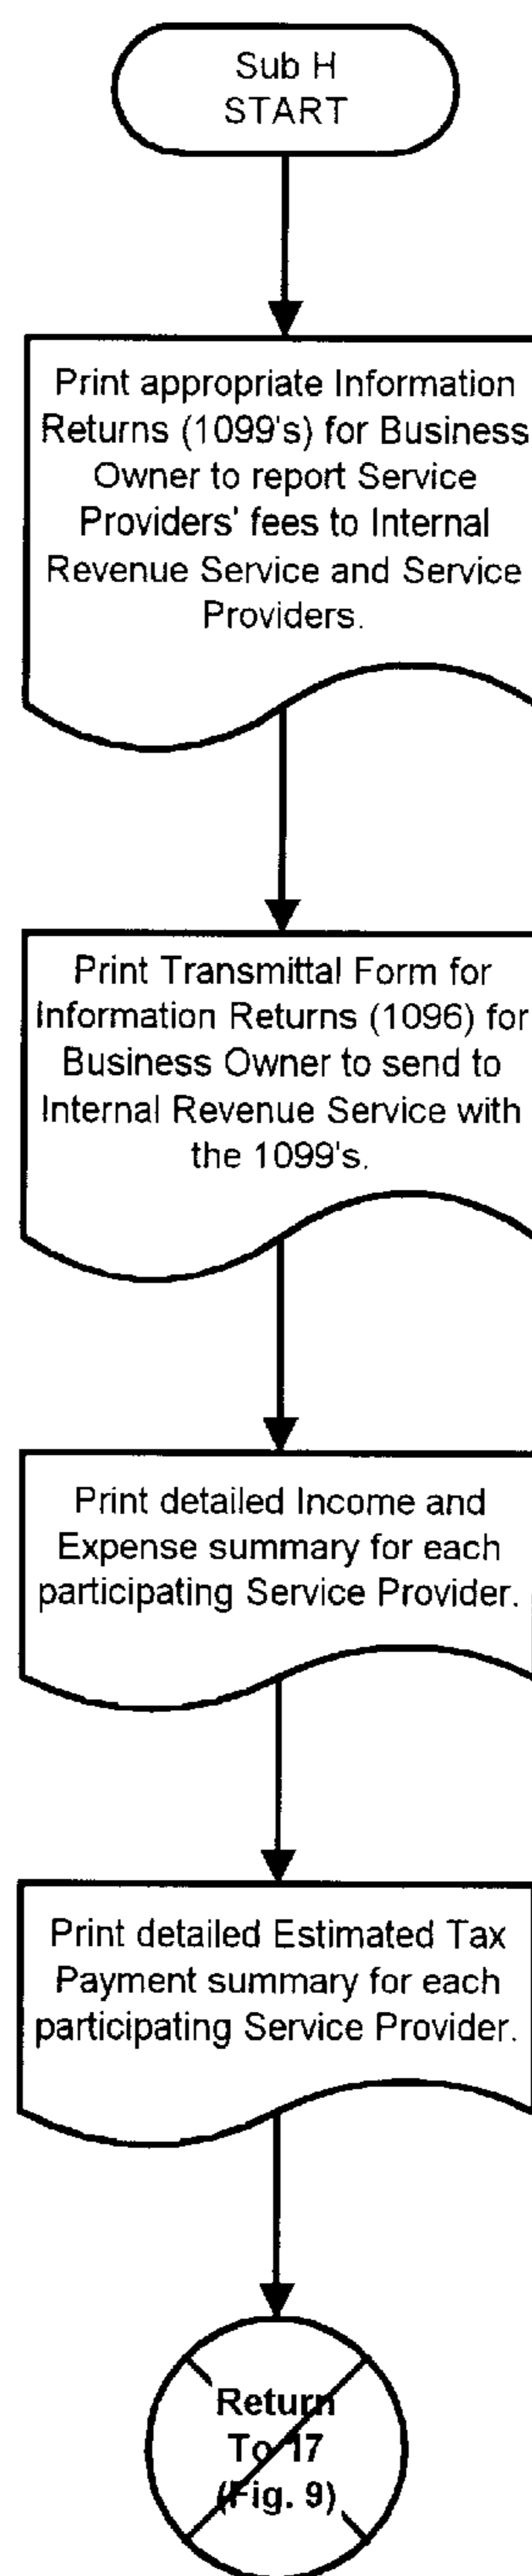 Sub H
START
Print appropriate Information
Returns (1099's) for Business
Owner to report Service
Providers' fees to Internal
Revenue Service and Service
Providers.
Print Transmittal Form for
Information Returns (1096) for
Business Owner to send to
Internal Revenue Service with
the 1099's.
Print detailed Income and
Expense summary for each
participating Service Provider.
Print detailed Estimated Tax
Payment summary for each
participating Service Provider.
Return
To 17
(Fig. 9)